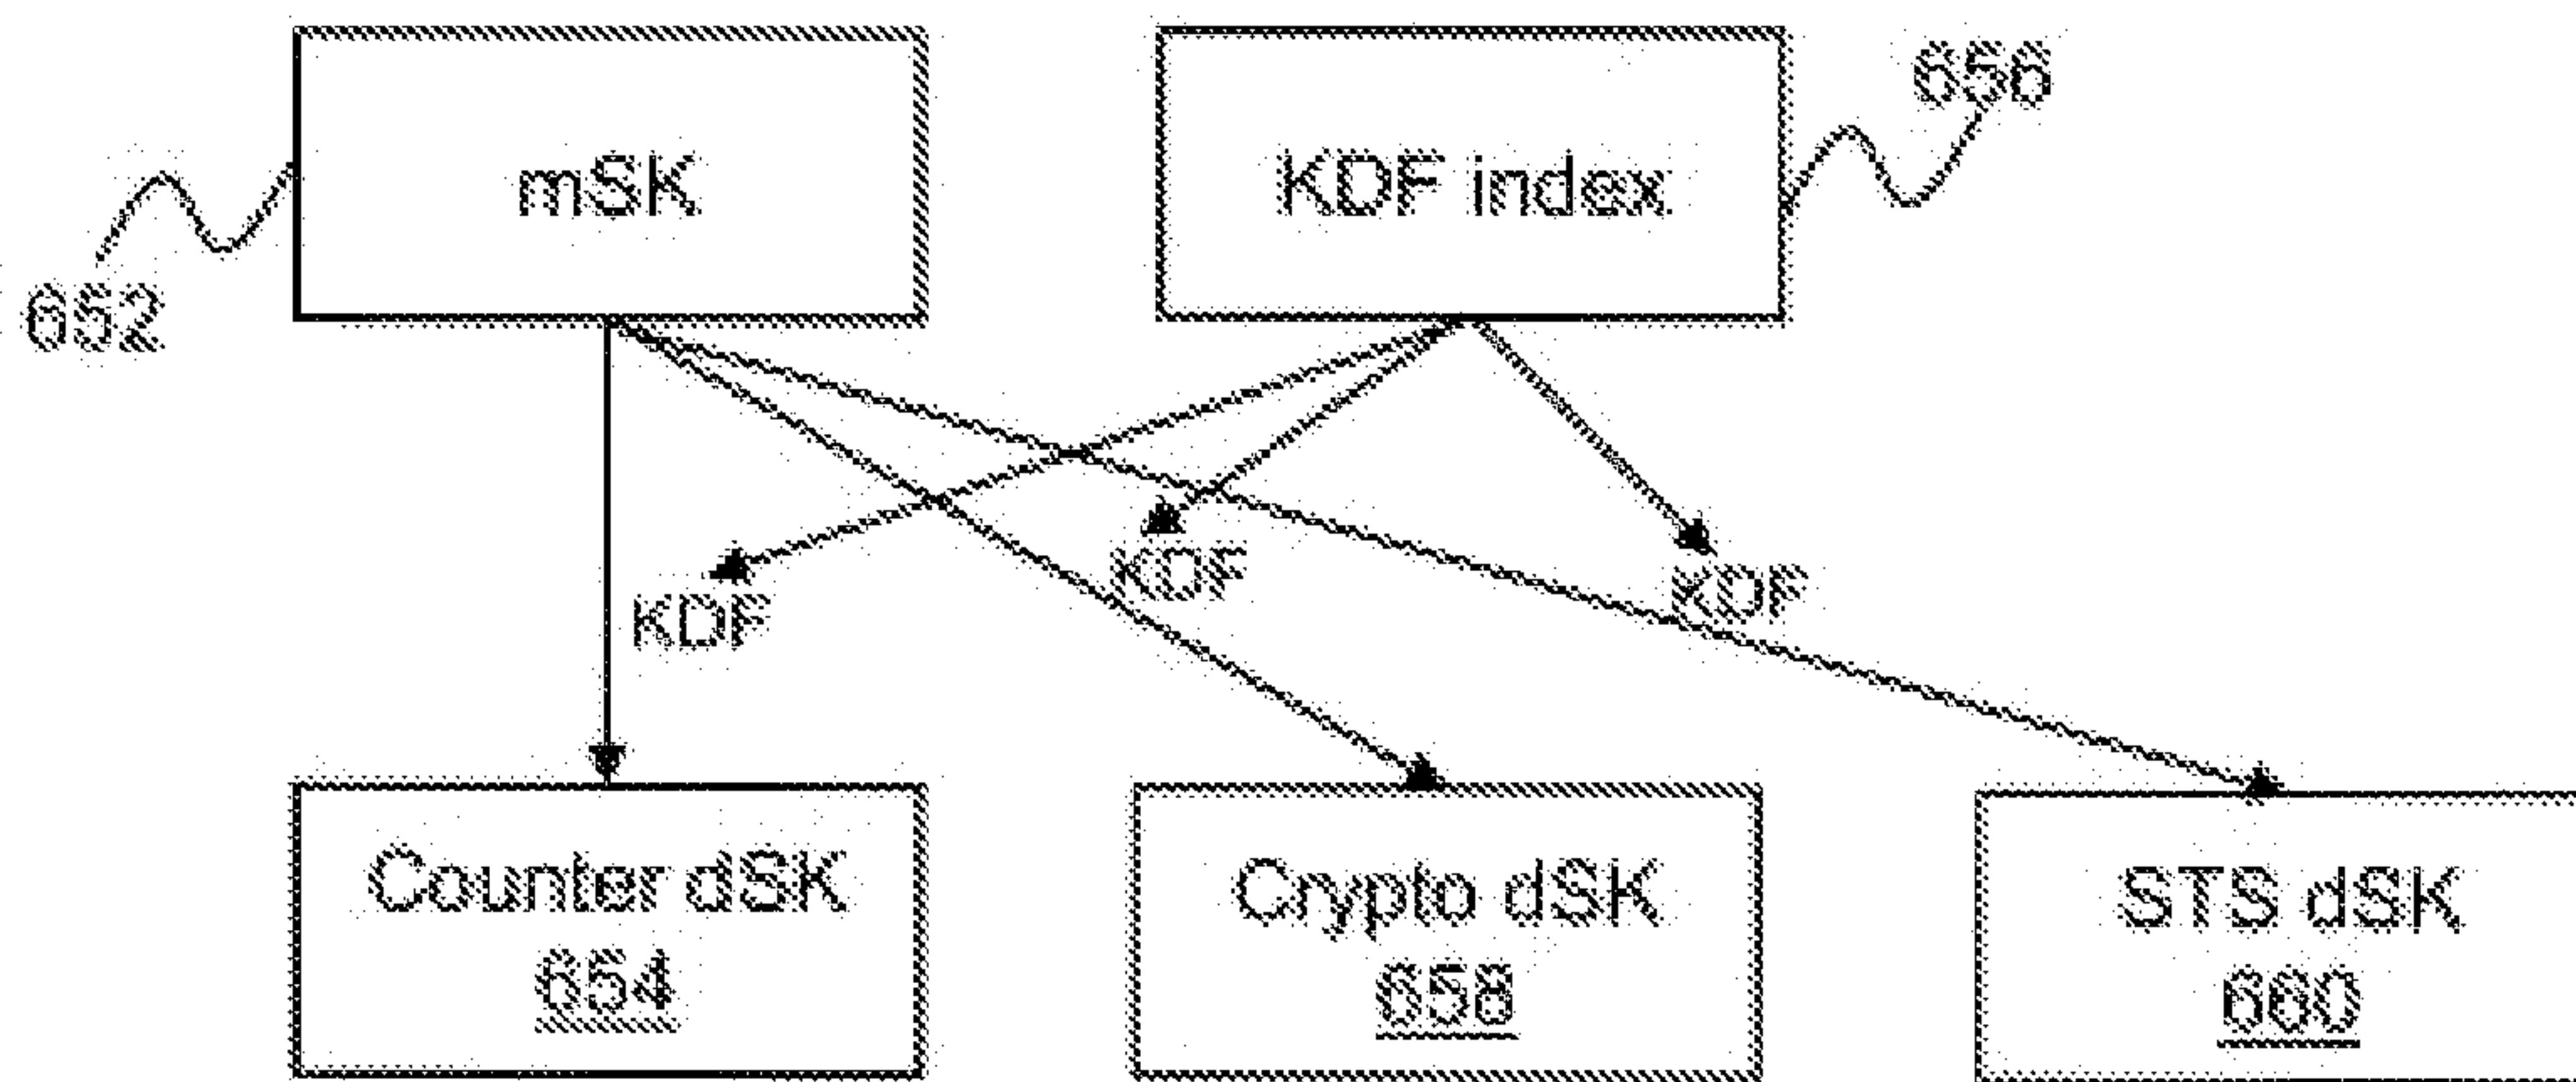 656
mSK
KDF index
652
KDF
KDF
KDF
Counter dSK
654
Crypto dSK
658
STS dSK
660